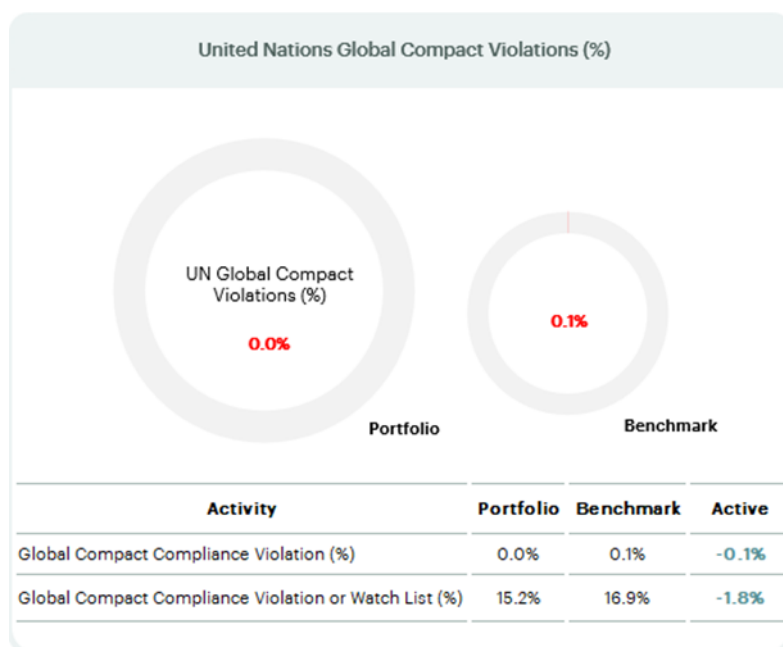 United Nations Global Compact Violations (%)
UN Global Compact
Violations (%)
0.0%
0.1%
Portfolio
Benchmark
Activity Portfolio Benchmark Active
Global Compact Compliance Violation (%) 0.0% 0.1% -0.1%
Global Compact Compliance Violation or Watch List (%) 15.2% 16.9% -1.8%